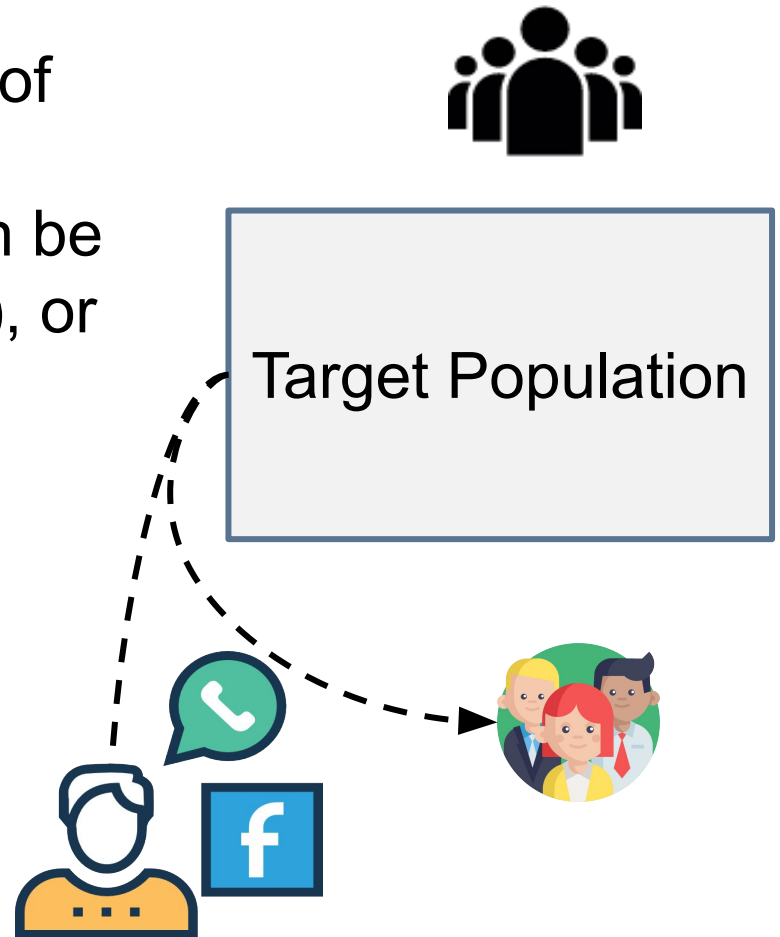 of
be
, or
Target Population
f